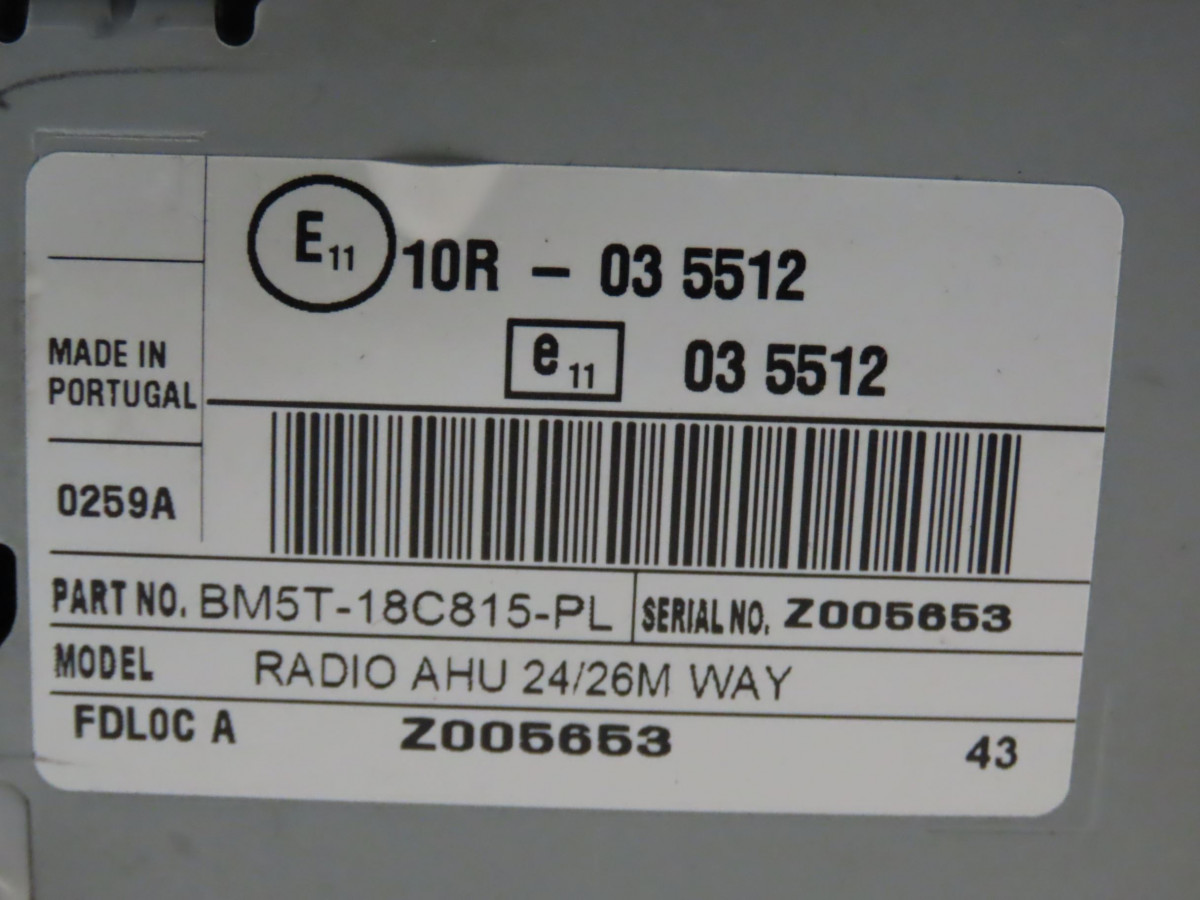 E11 10R - 03 5512
e11 03 5512
MADE IN
PORTUGAL
0259A
PART NO. BM5T-18C815-PL SERIAL NO. Z005653
MODEL RADIO AHU 24/26M WAY
FDL0C A Z005653 43